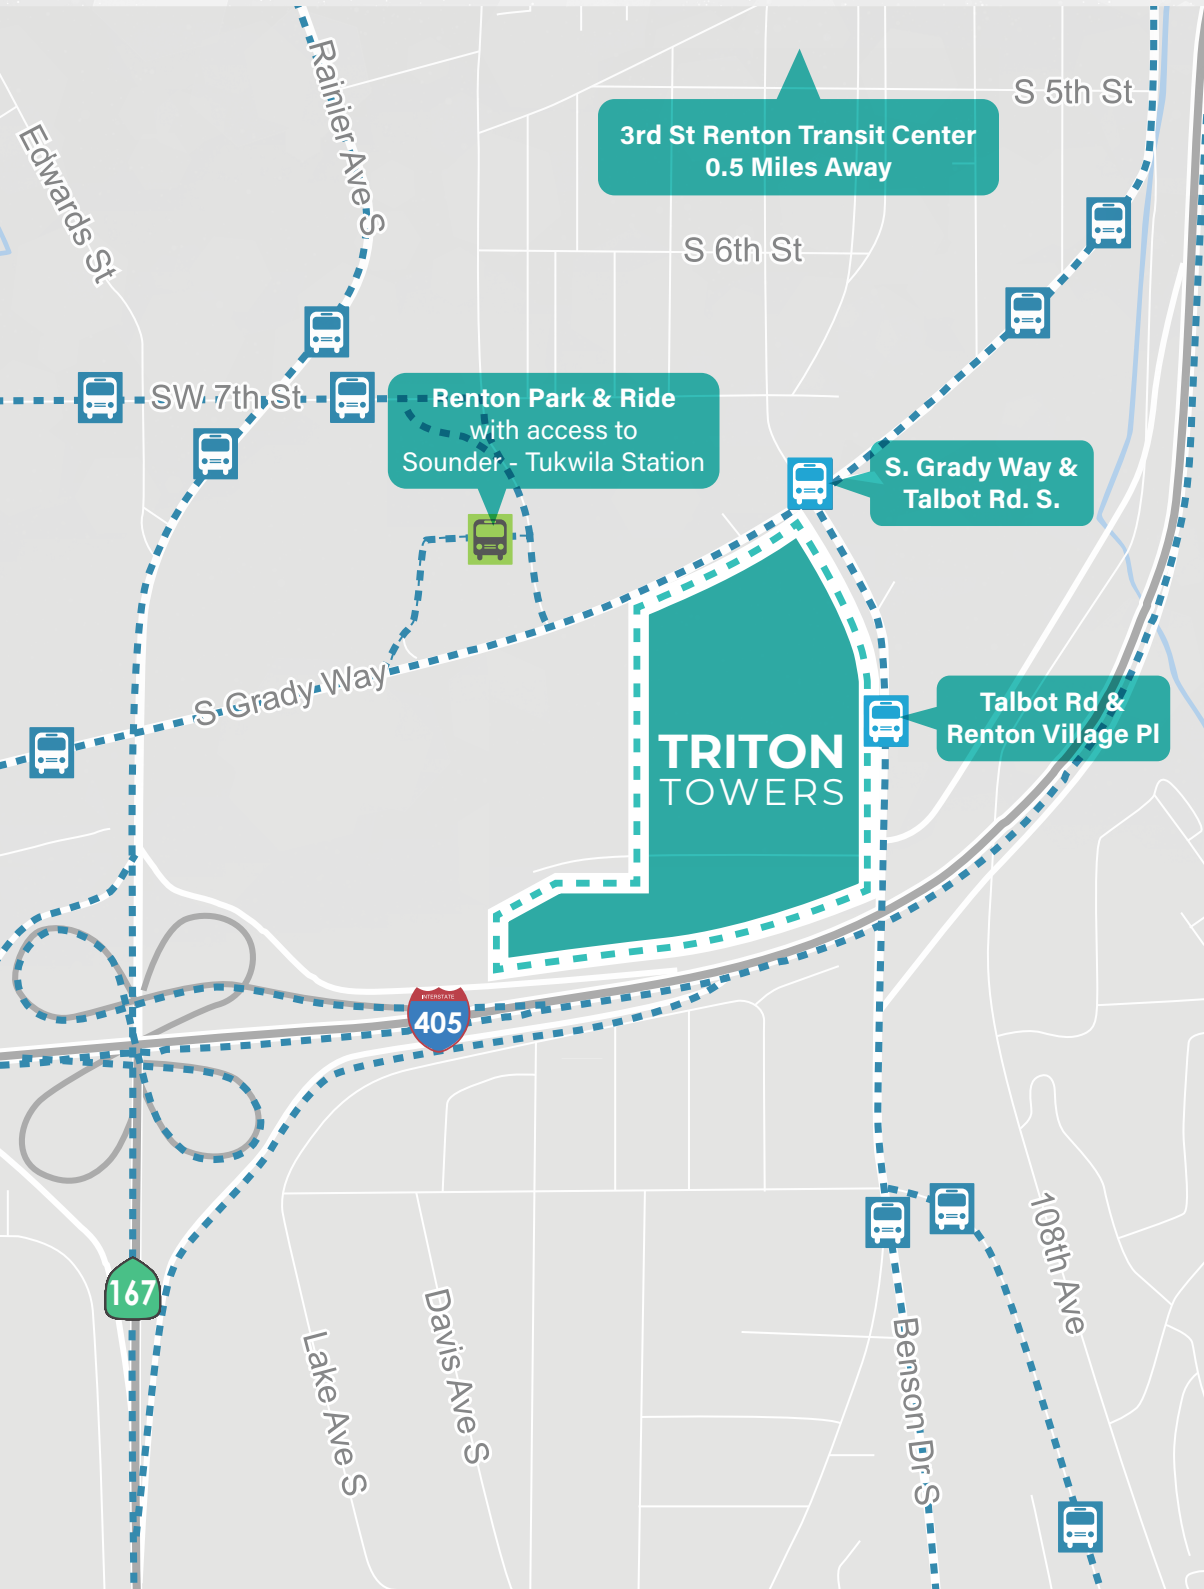 Rainier Ave S
S 5th St
3rd St Renton Transit Center
0.5 Miles Away
Edwards St
S 6th St
SW 7th St
Renton Park & Ride
with access to
Sounder - Tukwila Station
S. Grady Way &
Talbot Rd. S.
S Grady Way
Talbot Rd &
Renton Village Pl
TRITON
TOWERS
INTERSTATE
405
167
108th Ave
Lake Ave S
Davis Ave S
Benson Dr S